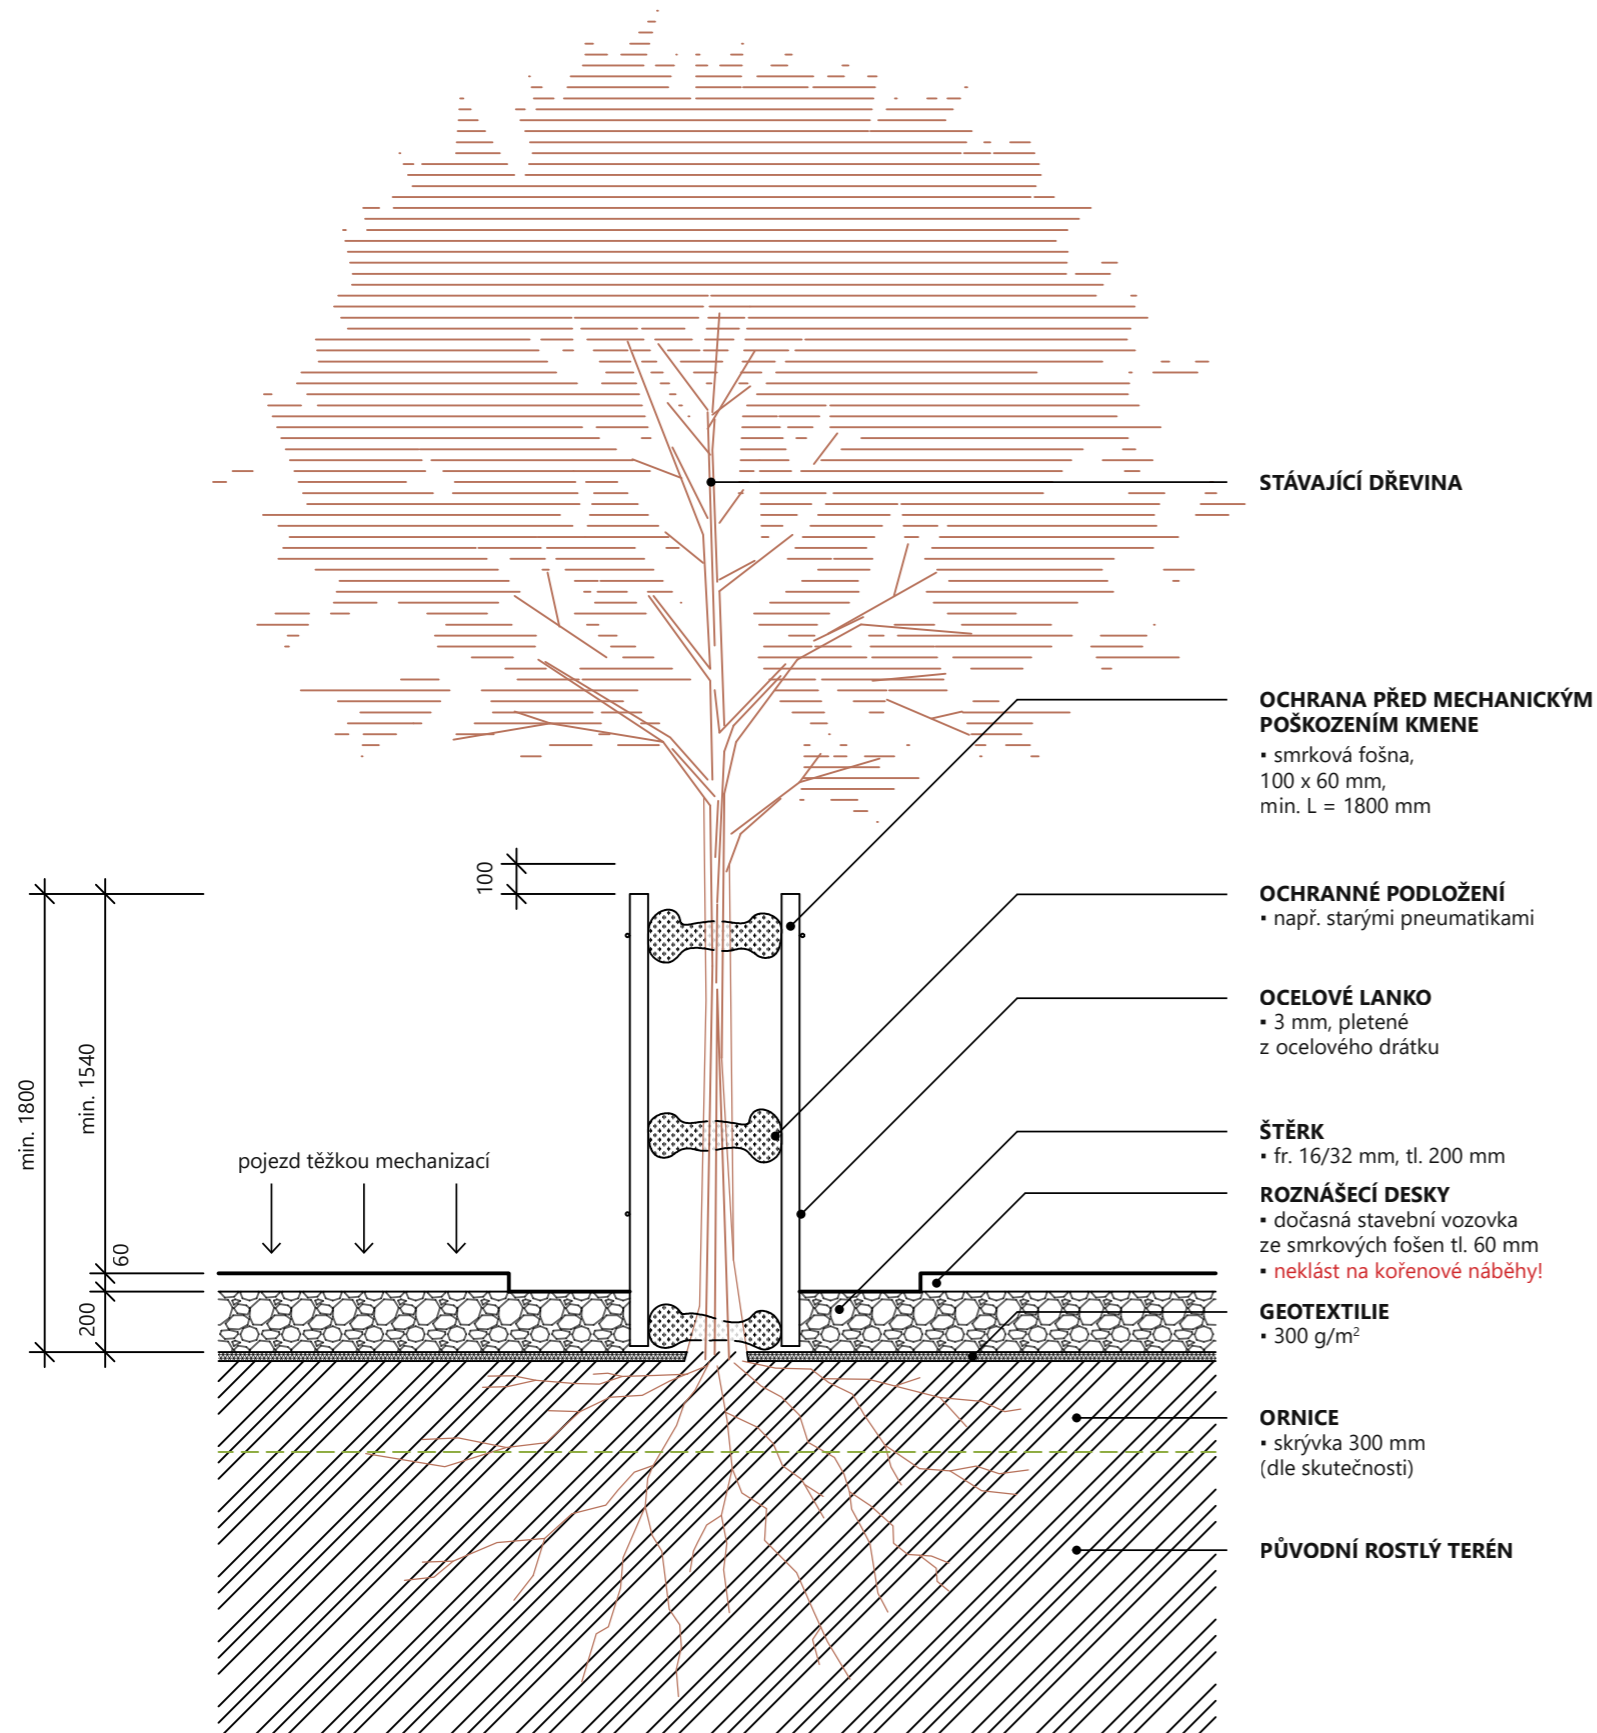 STÁVAJÍCÍ DŘEVINA
OCHRANA PŘED MECHANICKÝM
POŠKOZENÍM KMENE
▪ smrková fošna,
100 x 60 mm,
min. L = 1800 mm
100
OCHRANNÉ PODLOŽENÍ
▪ např. starými pneumatikami
OCELOVÉ LANKO
▪ 3 mm, pletené
z ocelového drátku
min. 1800
min. 1540
pojezd těžkou mechanizací
60
200
ŠTĚRK
▪ fr. 16/32 mm, tl. 200 mm
ROZNÁŠECÍ DESKY
▪ dočasná stavební vozovka
ze smrkových fošen tl. 60 mm
▪ neklást na kořenové náběhy!
GEOTEXTILIE
▪ 300 g/m²
ORNICE
▪ skrývka 300 mm
(dle skutečnosti)
PŮVODNÍ ROSTLÝ TERÉN